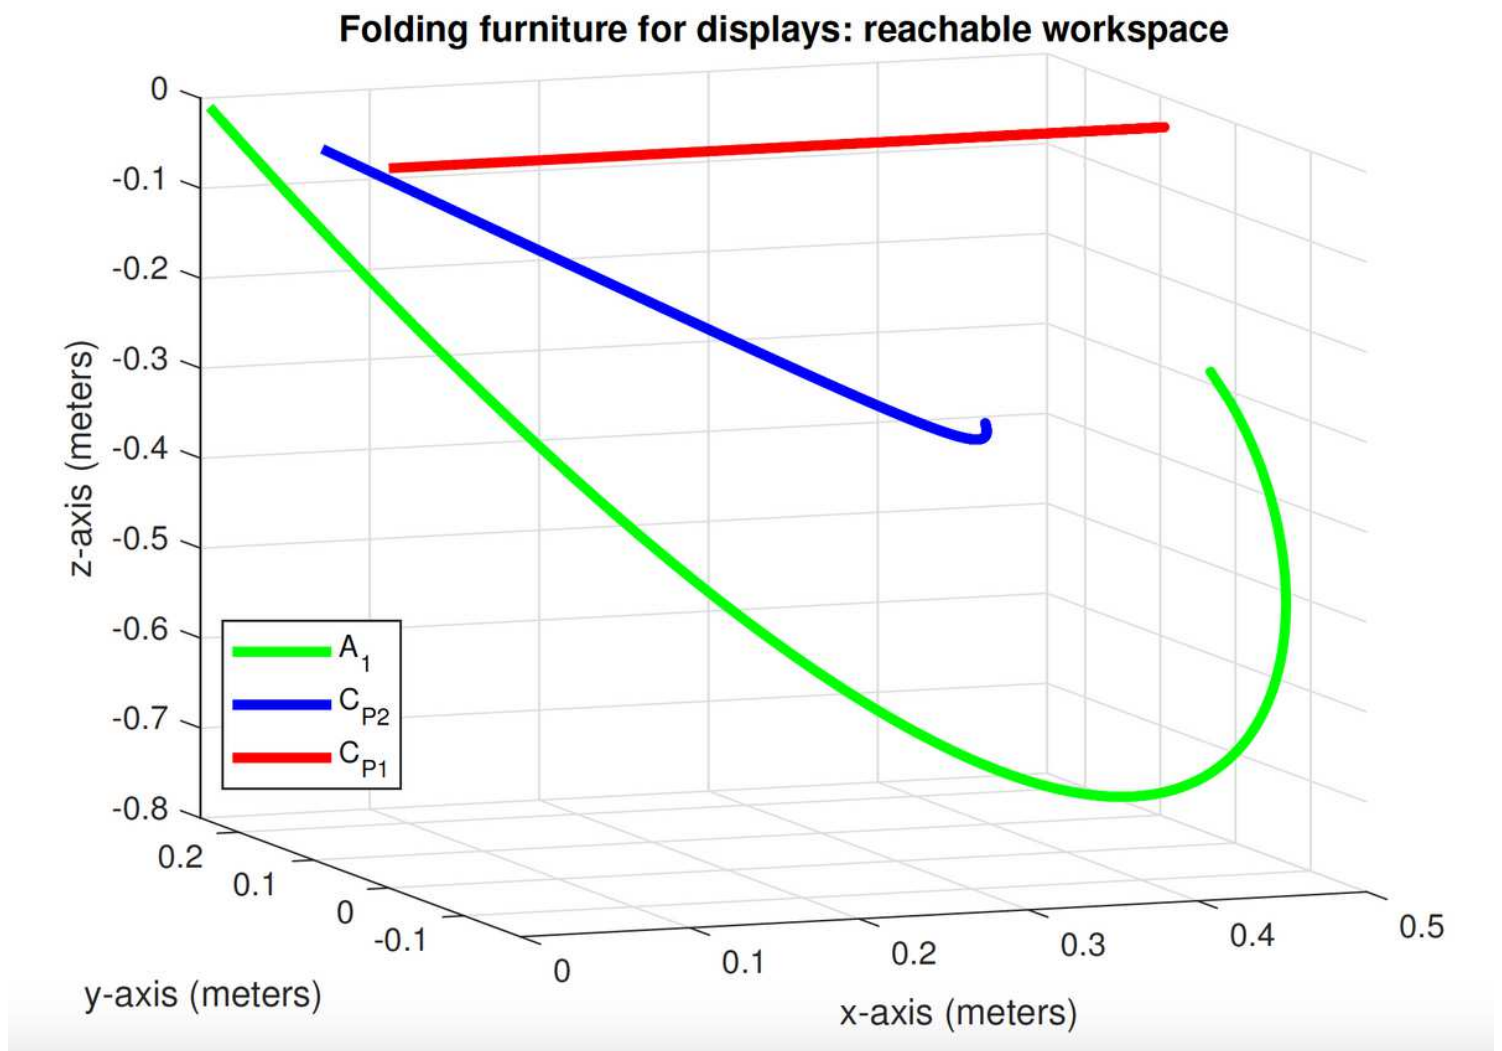 Folding furniture for displays: reachable workspace
0
-0.1
-0.2
-0.3
-0.4
-0.5
-0.6
-0.7
-0.8
z-axis (meters)
A1
CP2
CP1
0.2
0.1
0
-0.1
y-axis (meters)
0
0.1
0.2
0.3
0.4
0.5
x-axis (meters)